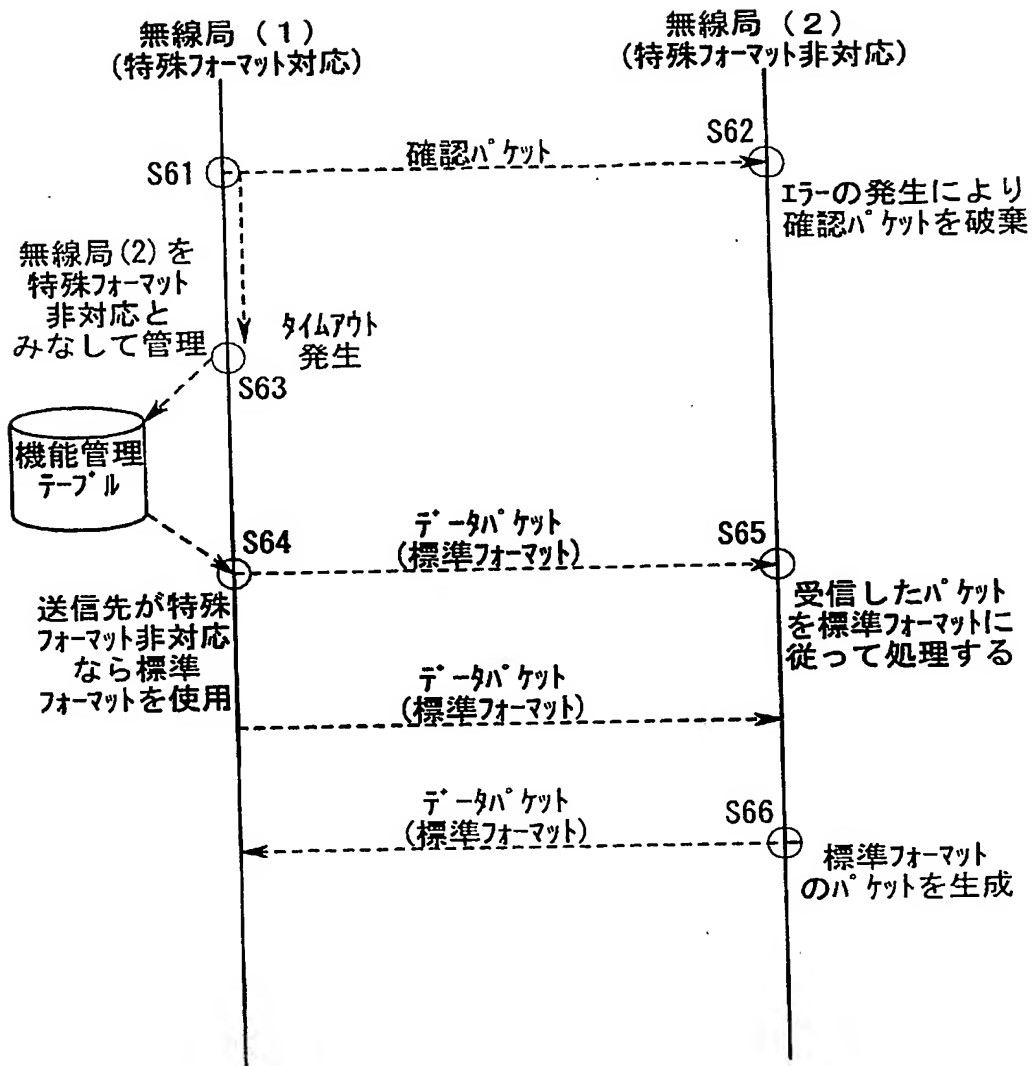 無線局（１）
(特殊フォーマット対応)
無線局（２）
(特殊フォーマット非対応)
S61
確認パケット
S62
エラーの発生により
確認パケットを破棄
無線局(2)を
特殊フォーマット
非対応と
みなして管理
タイムアウト
発生
S63
機能管理
テーブル
S64
データパケット
(標準フォーマット)
S65
送信先が特殊
フォーマット非対応
なら標準
フォーマットを使用
受信したパケット
を標準フォーマットに
従って処理する
データパケット
(標準フォーマット)
データパケット
(標準フォーマット)
S66
標準フォーマット
のパケットを生成